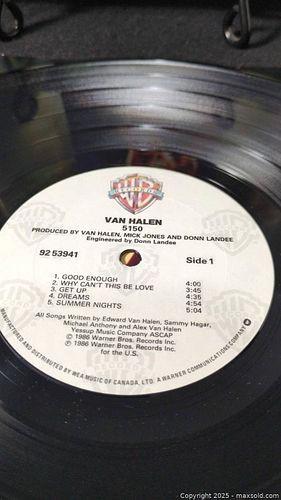 VAN HALEN
5150
PRODUCED BY VAN HALEN, MICK JONES AND DONN LANDEE
Engineered by Donn Landee
92 53941
Side 1
1. GOOD ENOUGH 4:00
2. WHY CAN'T THIS BE LOVE 3:45
3. GET UP 4:35
4. DREAMS 4:54
5. SUMMER NIGHTS 5:04
All Songs Written by Edward Van Halen, Sammy Hagar,
Michael Anthony and Alex Van Halen
Yessup Music Company ASCAP
℗ 1986 Warner Bros. Records Inc.
© 1986 Warner Bros. Records Inc.
for the U.S.
MANUFACTURED AND DISTRIBUTED BY WEA MUSIC OF CANADA, LTD. A WARNER COMMUNICATIONS COMPANY
Copyright 2025 - maxsold.com